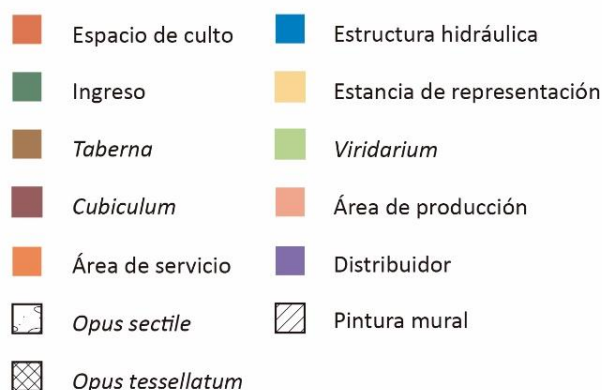 Espacio de culto
Estructura hidráulica
Ingreso
Estancia de representación
Taberna
Viridarium
Cubiculum
Área de producción
Área de servicio
Distribuidor
Opus sectile
Pintura mural
Opus tessellatum